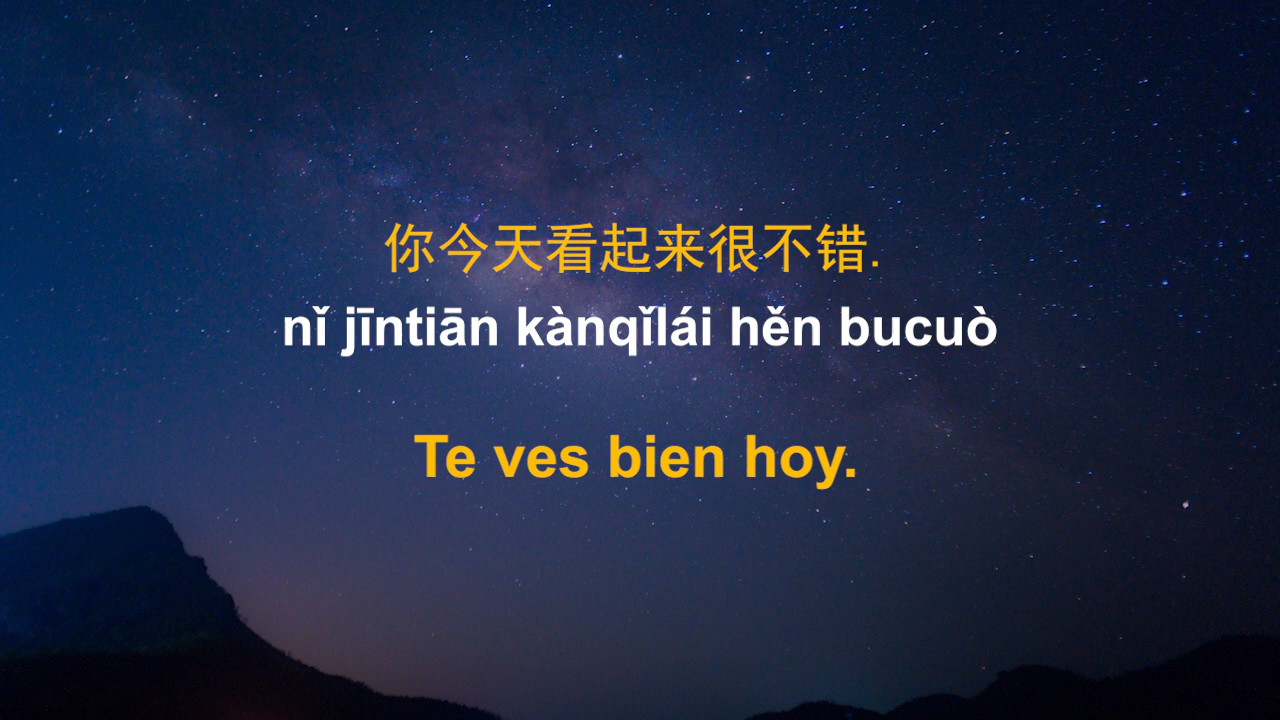 你今天看起来很不错.
nǐ jīntiān kànqǐlái hěn bucuò
Te ves bien hoy.